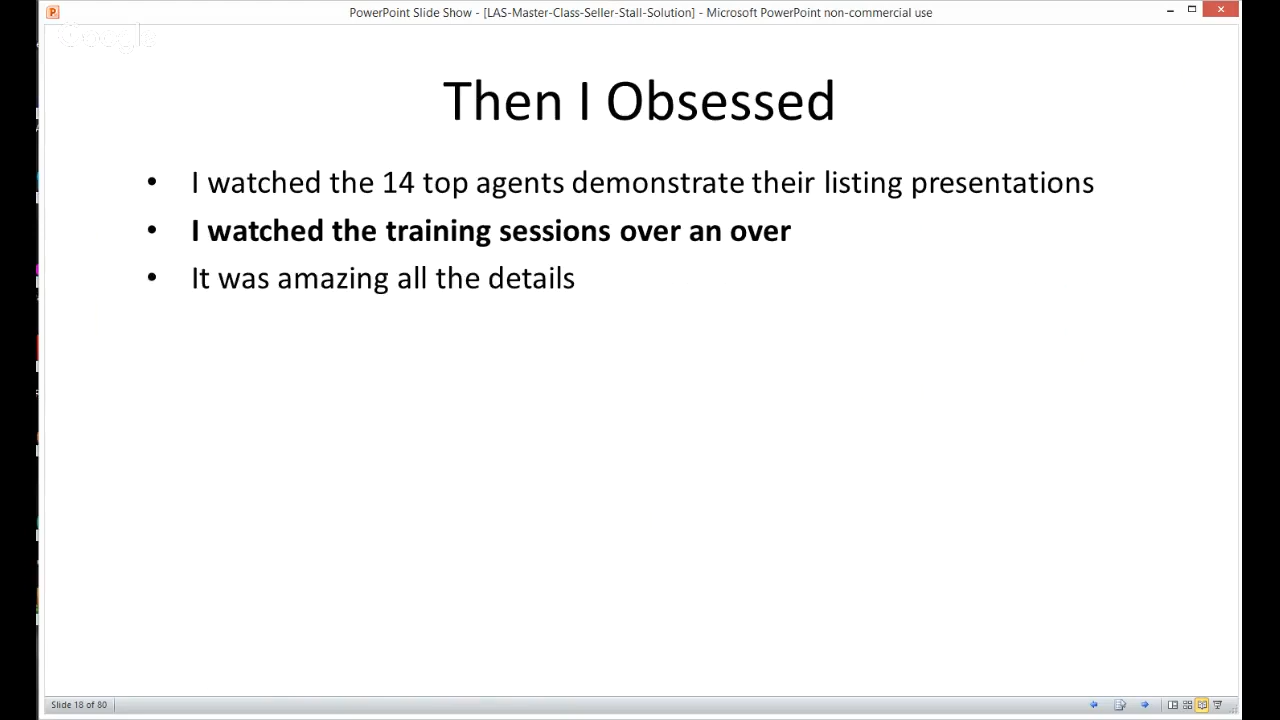 PowerPoint Slide Show - [LAS-Master-Class-Seller-Stall-Solution] - Microsoft PowerPoint non-commercial use
Google
Then I Obsessed
• I watched the 14 top agents demonstrate their listing presentations
• I watched the training sessions over an over
• It was amazing all the details
Slide 18 of 80